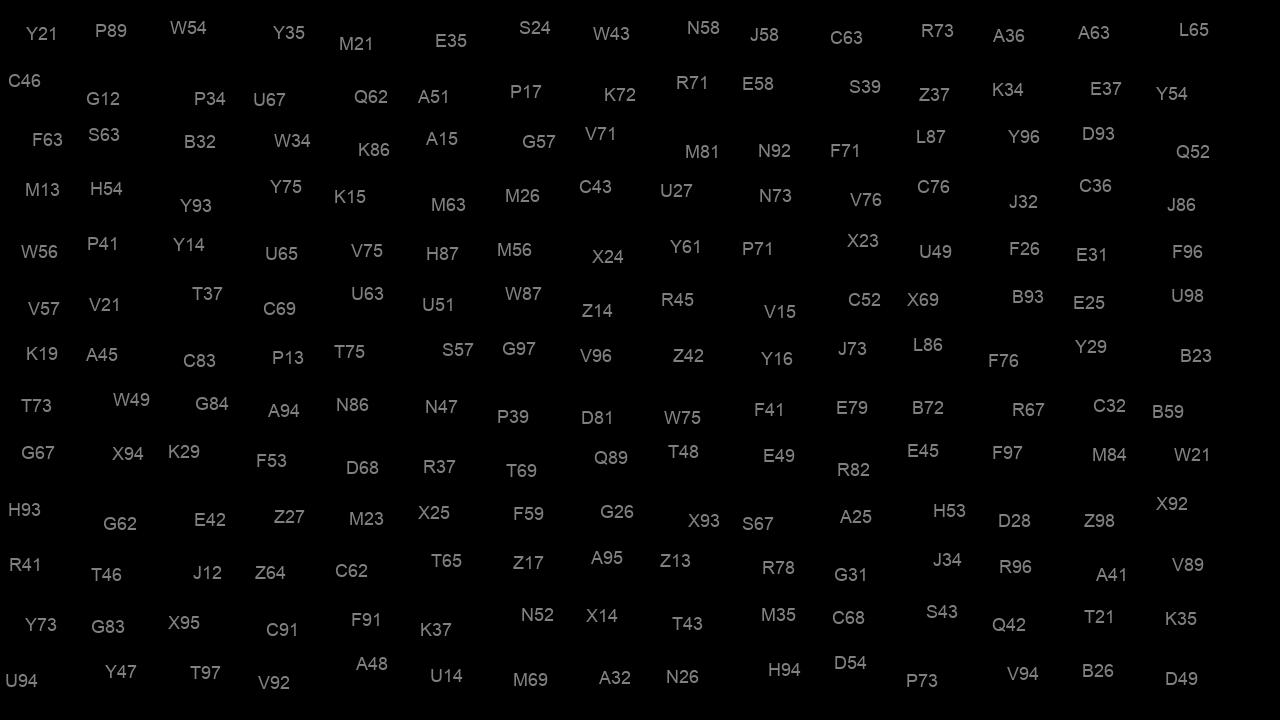 Y21 P89 W54 Y35 M21 E35 S24 W43 N58 J58 C63 R73 A36 A63 L65
C46 G12 P34 U67 Q62 A51 P17 K72 R71 E58 S39 Z37 K34 E37 Y54
F63 S63 B32 W34 K86 A15 G57 V71 M81 N92 F71 L87 Y96 D93 Q52
M13 H54 Y93 Y75 K15 M63 M26 C43 U27 N73 V76 C76 J32 C36 J86
W56 P41 Y14 U65 V75 H87 M56 X24 Y61 P71 X23 U49 F26 E31 F96
V57 V21 T37 C69 U63 U51 W87 Z14 R45 V15 C52 X69 B93 E25 U98
K19 A45 C83 P13 T75 S57 G97 V96 Z42 Y16 J73 L86 F76 Y29 B23
T73 W49 G84 A94 N86 N47 P39 D81 W75 F41 E79 B72 R67 C32 B59
G67 X94 K29 F53 D68 R37 T69 Q89 T48 E49 R82 E45 F97 M84 W21
H93 G62 E42 Z27 M23 X25 F59 G26 X93 S67 A25 H53 D28 Z98 X92
R41 T46 J12 Z64 C62 T65 Z17 A95 Z13 R78 G31 J34 R96 A41 V89
Y73 G83 X95 C91 F91 K37 N52 X14 T43 M35 C68 S43 Q42 T21 K35
U94 Y47 T97 V92 A48 U14 M69 A32 N26 H94 D54 P73 V94 B26 D49